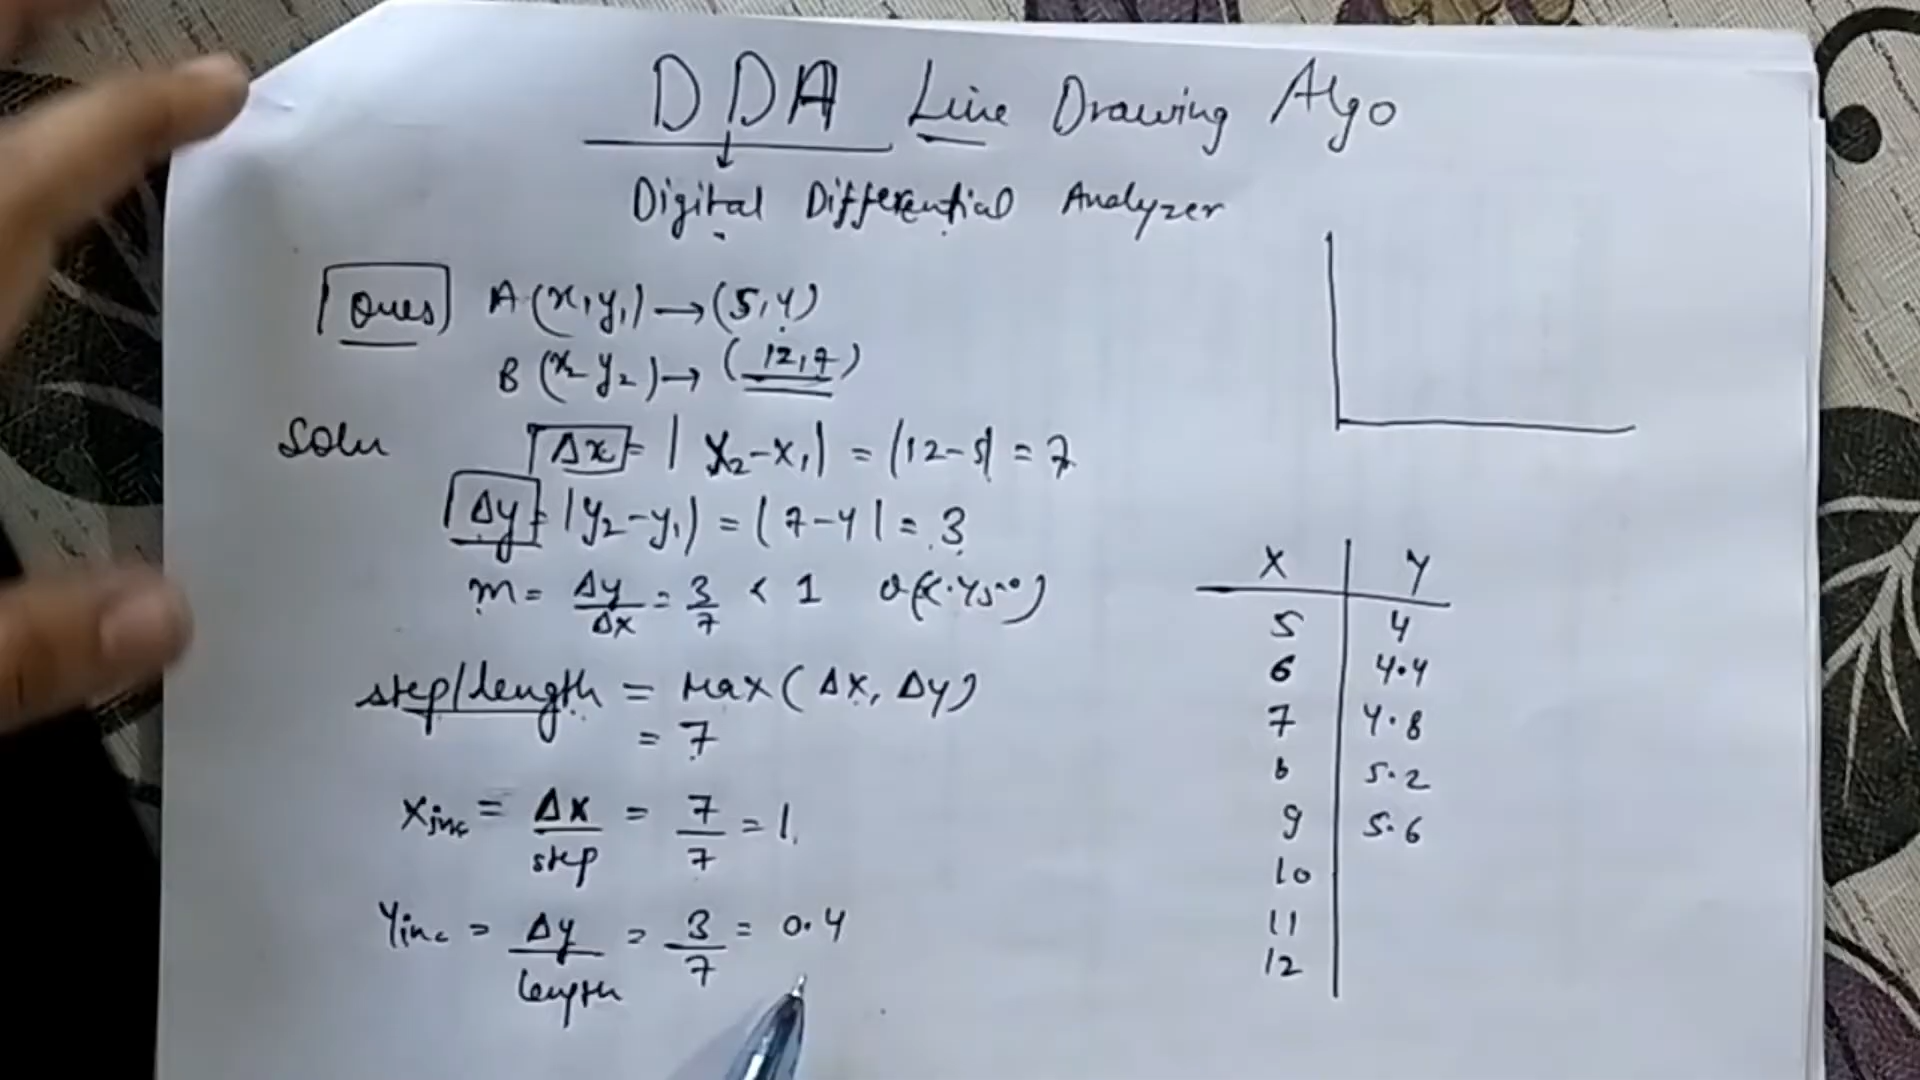 DDA Line Drawing Algo
Digital Differential Analyzer
Ques A(x1y1)→(5,4)
B(x2 y2)→(12,7)
Solu Δx = |x2-x1| = |12-5| = 7
Δy = |y2-y1| = |7-4| = 3
m = Δy/Δx = 3/7 < 1
step/length = Max(Δx, Δy)
= 7
Xinc = Δx/step = 7/7 = 1
Yinc = Δy/length = 3/7 = 0.4
X Y
5 4
6 4.4
7 4.8
8 5.2
9 5.6
10
11
12